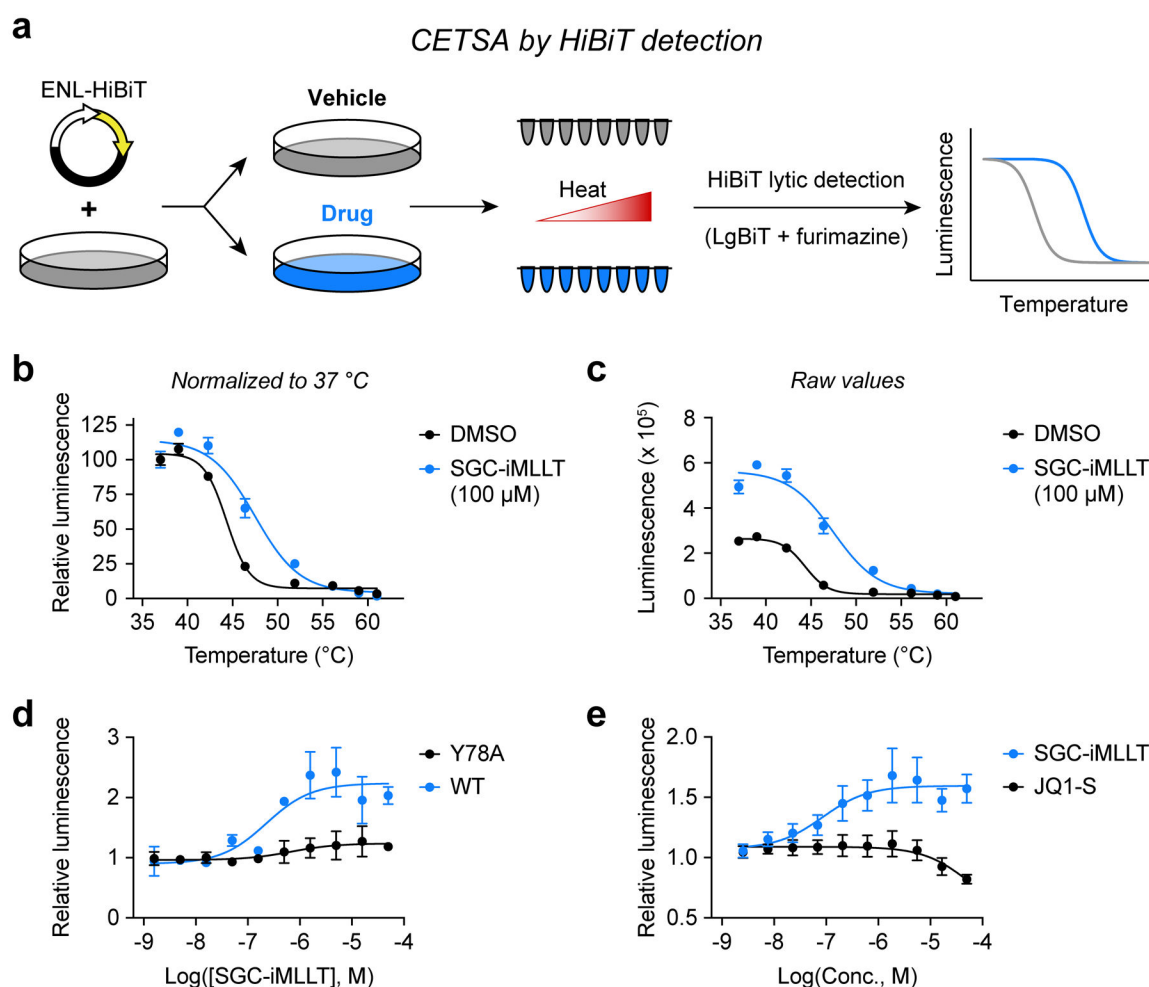 a
CETSA by HiBiT detection
ENL-HiBiT
+
Vehicle
Drug
Heat
HiBiT lytic detection
(LgBiT + furimazine)
Luminescence
Temperature
b
Normalized to 37 °C
Relative luminescence
125
100
75
50
25
0
35 40 45 50 55 60
Temperature (°C)
DMSO
SGC-iMLLT
(100 µM)
c
Raw values
Luminescence (x 10⁵)
8
6
4
2
0
35 40 45 50 55 60
Temperature (°C)
DMSO
SGC-iMLLT
(100 µM)
d
Relative luminescence
3
2
1
0
-9 -8 -7 -6 -5 -4
Log([SGC-iMLLT], M)
Y78A
WT
e
Relative luminescence
2.0
1.5
1.0
0.5
-9 -8 -7 -6 -5 -4
Log(Conc., M)
SGC-iMLLT
JQ1-S